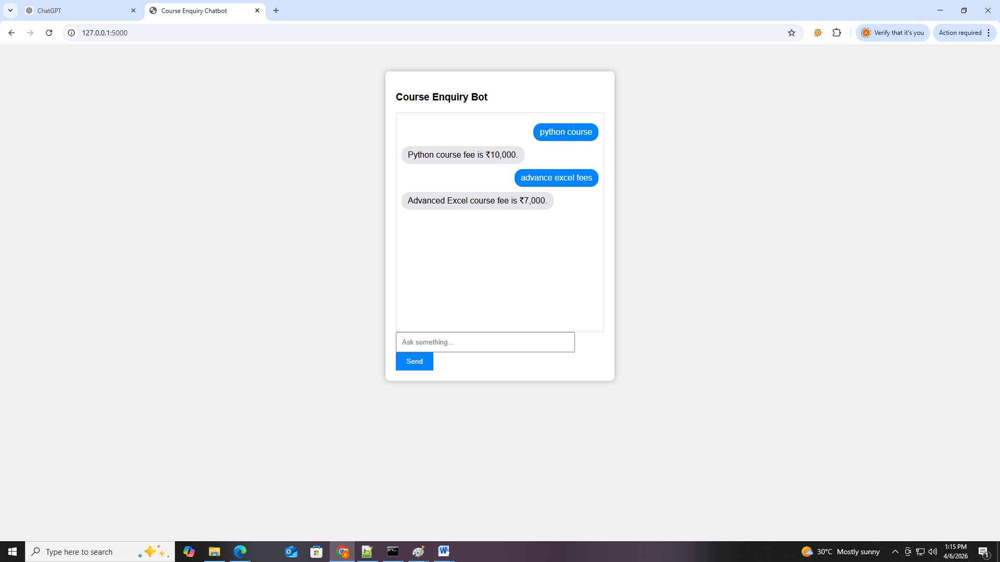 ChatGPT
Course Enquiry Chatbot
127.0.0.1:5000
Verify that it's you
Action required
Course Enquiry Bot
python course
Python course fee is ₹10,000.
advance excel fees
Advanced Excel course fee is ₹7,000.
Ask something...
Send
Type here to search
30°C Mostly sunny
1:15 PM
4/6/2026
1